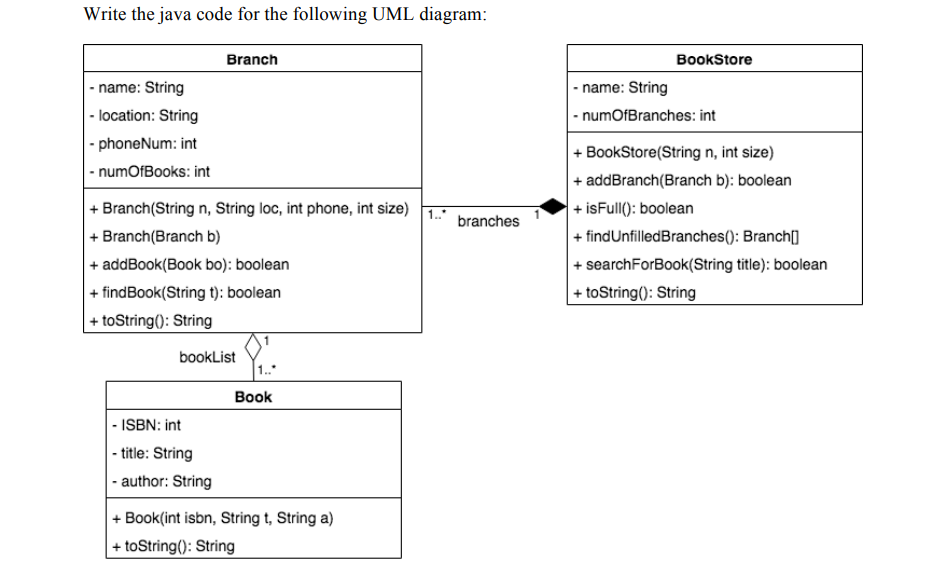 Write the java code for the following UML diagram:
Branch
- name: String
- location: String
- phoneNum: int
- numOfBooks: int
+ Branch(String n, String loc, int phone, int size)
+ Branch(Branch b)
+ addBook(Book bo): boolean
+ findBook(String t): boolean
+ toString(): String
1..* branches 1
BookStore
- name: String
- numOfBranches: int
+ BookStore(String n, int size)
+ addBranch(Branch b): boolean
+ isFull(): boolean
+ findUnfilledBranches(): Branch[]
+ searchForBook(String title): boolean
+ toString(): String
1
bookList
1..*
Book
- ISBN: int
- title: String
- author: String
+ Book(int isbn, String t, String a)
+ toString(): String